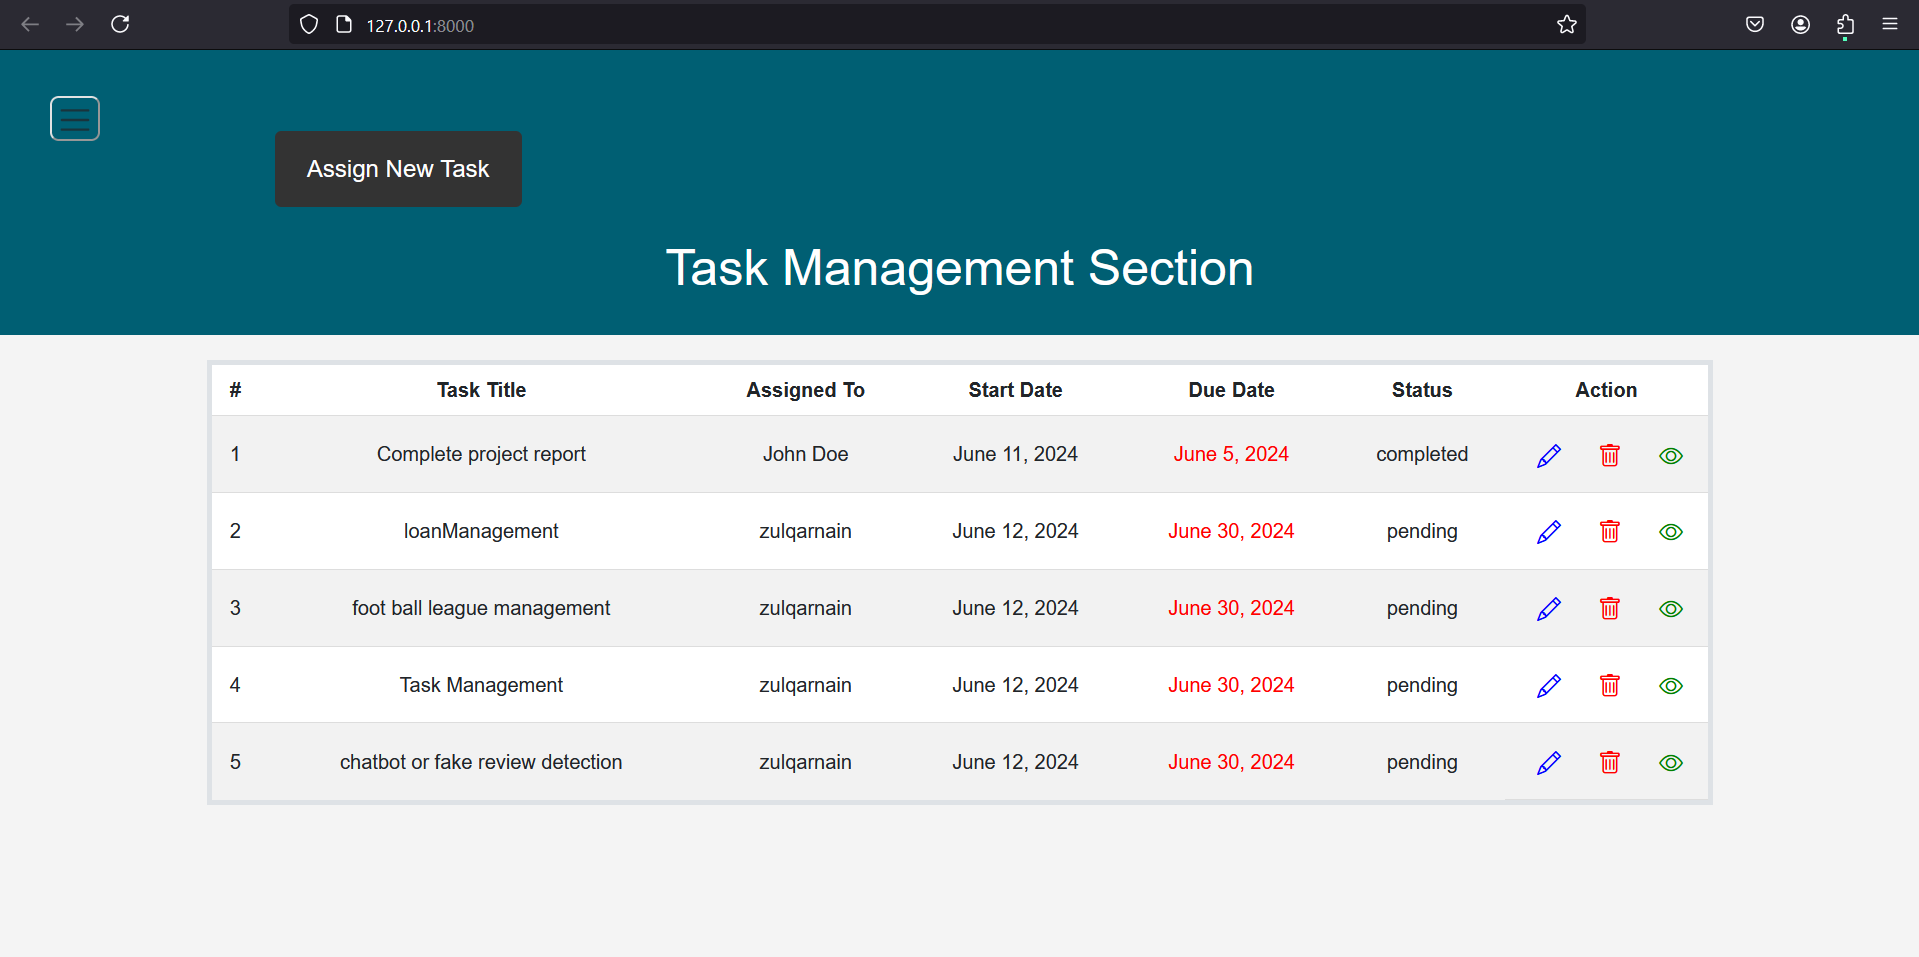 127.0.0.1:8000
Assign New Task
Task Management Section
# Task Title Assigned To Start Date Due Date Status Action
1 Complete project report John Doe June 11, 2024 June 5, 2024 completed
2 loanManagement zulqarnain June 12, 2024 June 30, 2024 pending
3 foot ball league management zulqarnain June 12, 2024 June 30, 2024 pending
4 Task Management zulqarnain June 12, 2024 June 30, 2024 pending
5 chatbot or fake review detection zulqarnain June 12, 2024 June 30, 2024 pending